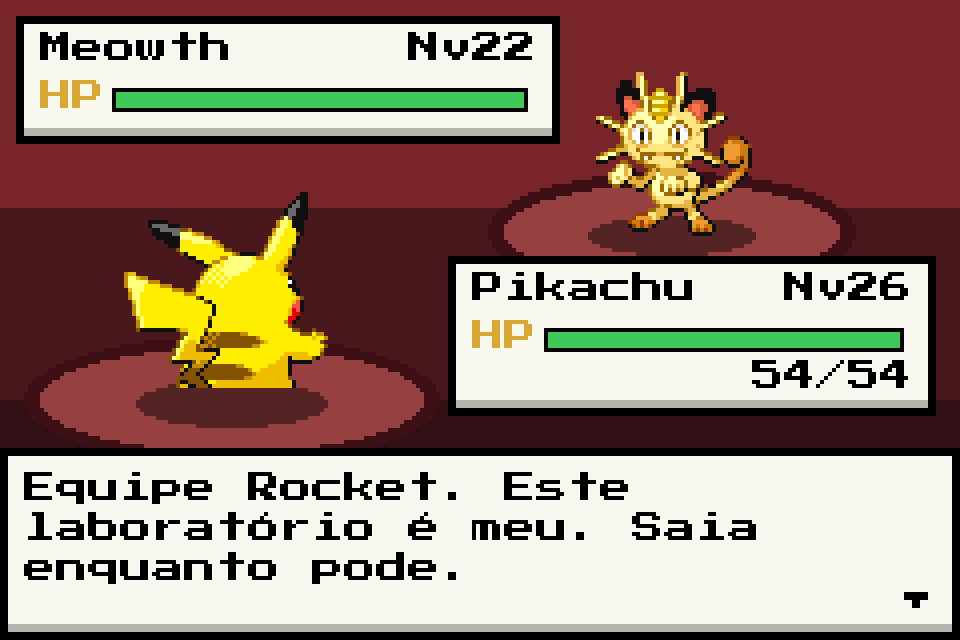 Meowth Nv22
HP
Pikachu Nv26
HP
54/54
Equipe Rocket. Este
laboratório é meu. Saia
enquanto pode.